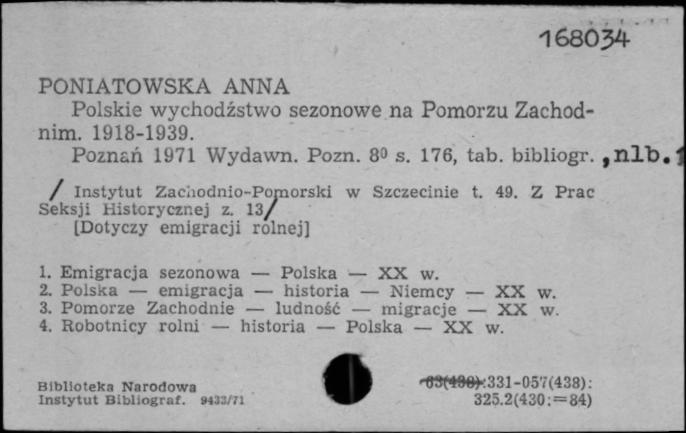 168034
PONIATOWSKA ANNA
Polskie wychodźstwo sezonowe na Pomorzu Zachod-
nim. 1918-1939.
Poznań 1971 Wydawn. Pozn. 8⁰ s. 176, tab. bibliogr. , nlb. 1
/ Instytut Zachodnio-Pomorski w Szczecinie t. 49. Z Prac
Seksji Historycznej z. 13/
[Dotyczy emigracji rolnej]
1. Emigracja sezonowa — Polska — XX w.
2. Polska — emigracja — historia — Niemcy — XX w.
3. Pomorze Zachodnie — ludność — migracje — XX w.
4. Robotnicy rolni — historia — Polska — XX w.
Biblioteka Narodowa
Instytut Bibliograf. 9433/71
63(438):331-057(438):
325.2(430:=84)